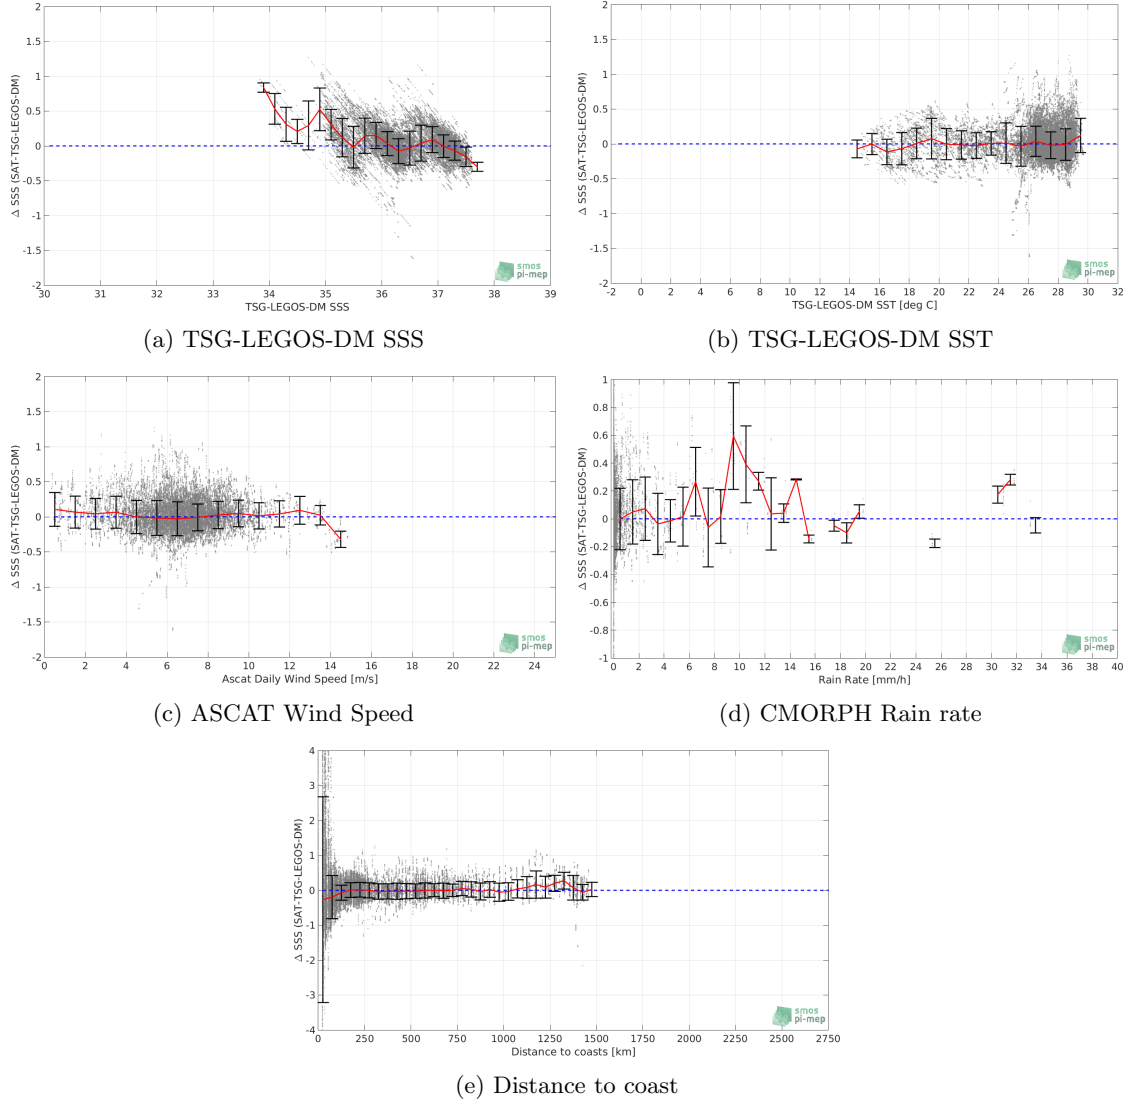 2
1.5
1
0.5
0
-0.5
-1
-1.5
-2
Δ SSS (SAT-TSG-LEGOS-DM)
30 31 32 33 34 35 36 37 38 39
TSG-LEGOS-DM SSS
smos
pi-mep
(a) TSG-LEGOS-DM SSS
2
1.5
1
0.5
0
-0.5
-1
-1.5
-2
Δ SSS (SAT-TSG-LEGOS-DM)
-2 0 2 4 6 8 10 12 14 16 18 20 22 24 26 28 30 32
TSG-LEGOS-DM SST [deg C]
smos
pi-mep
(b) TSG-LEGOS-DM SST
2
1.5
1
0.5
0
-0.5
-1
-1.5
-2
Δ SSS (SAT-TSG-LEGOS-DM)
0 2 4 6 8 10 12 14 16 18 20 22 24
Ascat Daily Wind Speed [m/s]
smos
pi-mep
(c) ASCAT Wind Speed
1
0.8
0.6
0.4
0.2
0
-0.2
-0.4
-0.6
-0.8
-1
Δ SSS (SAT-TSG-LEGOS-DM)
0 2 4 6 8 10 12 14 16 18 20 22 24 26 28 30 32 34 36 38 40
Rain Rate [mm/h]
smos
pi-mep
(d) CMORPH Rain rate
4
3
2
1
0
-1
-2
-3
-4
Δ SSS (SAT-TSG-LEGOS-DM)
0 250 500 750 1000 1250 1500 1750 2000 2250 2500 2750
Distance to coasts [km]
smos
pi-mep
(e) Distance to coast